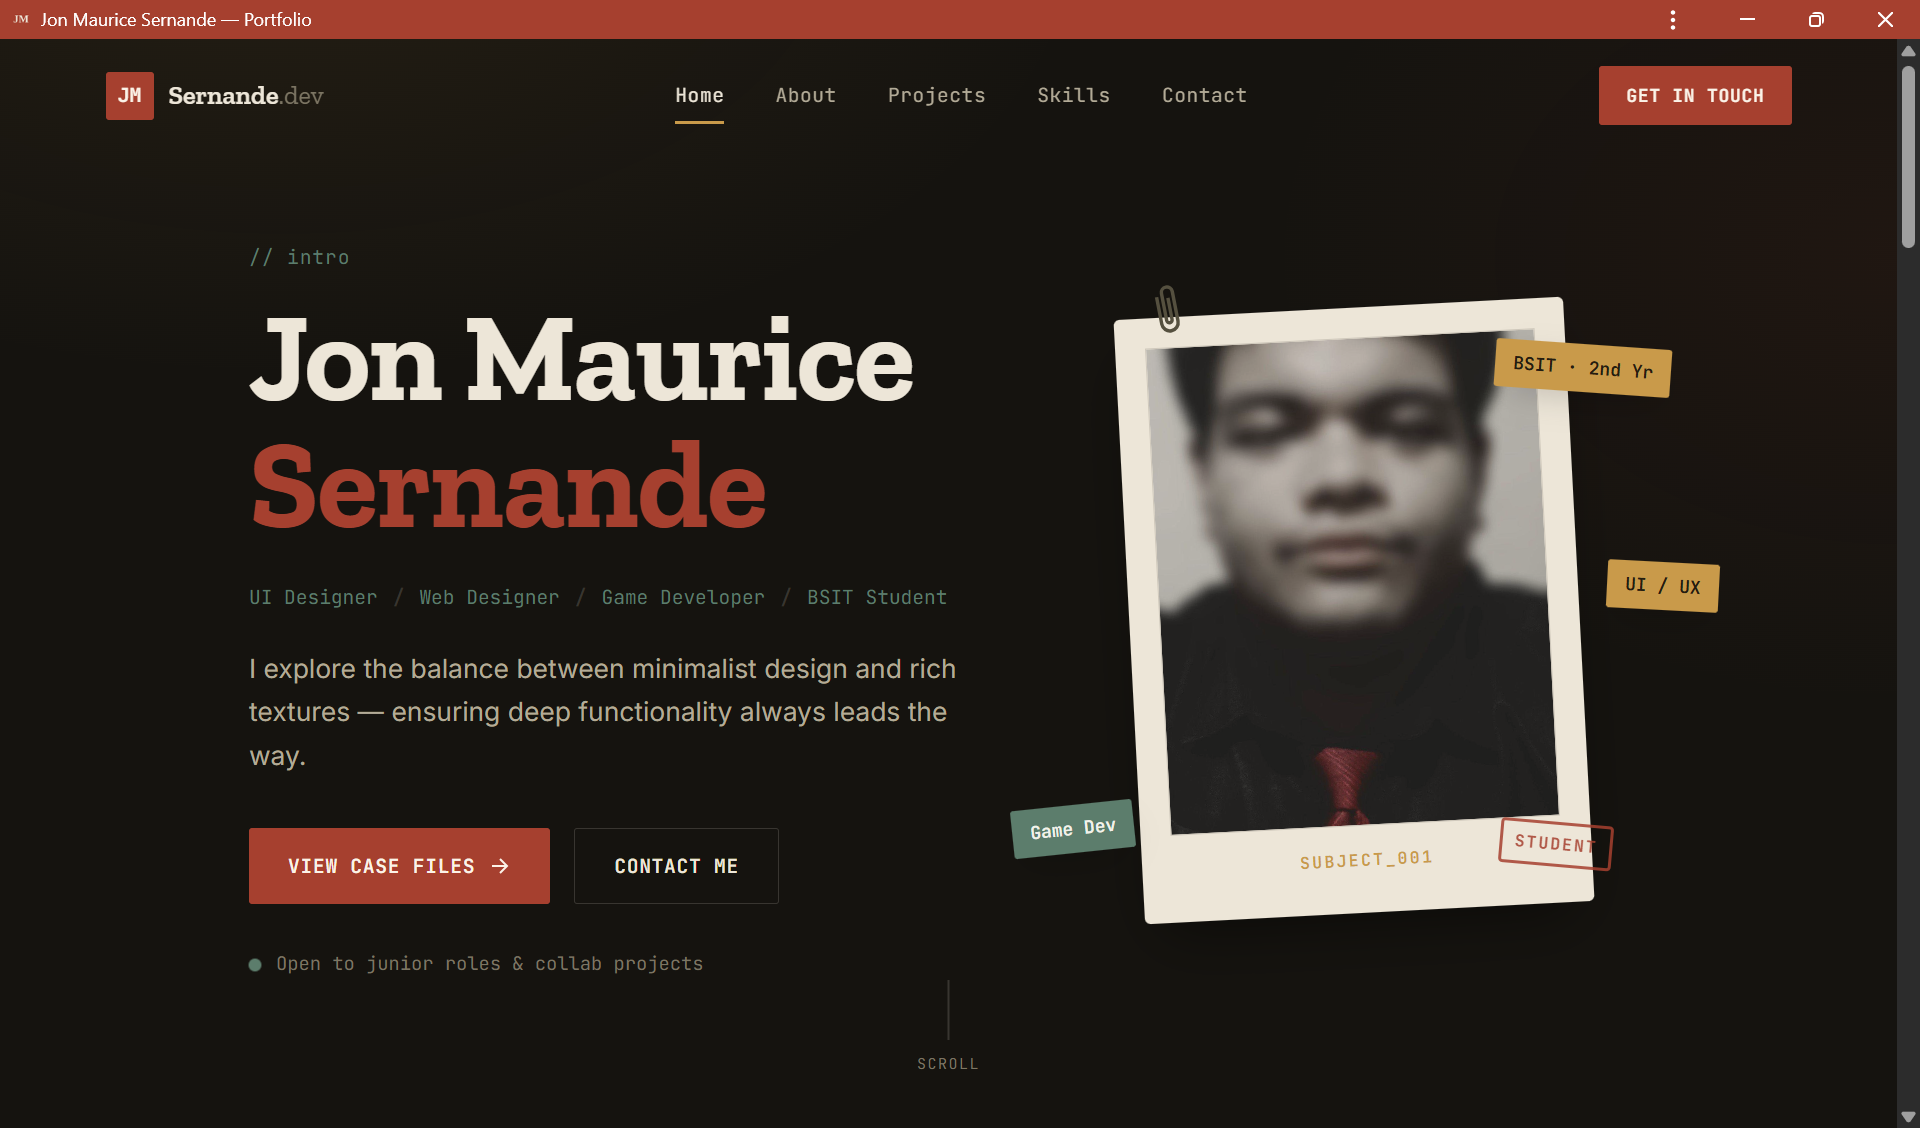 JM Jon Maurice Sernande — Portfolio
JM Sernande.dev
Home About Projects Skills Contact
GET IN TOUCH
// intro
Jon Maurice
Sernande
UI Designer / Web Designer / Game Developer / BSIT Student
I explore the balance between minimalist design and rich
textures — ensuring deep functionality always leads the
way.
VIEW CASE FILES → CONTACT ME
Open to junior roles & collab projects
BSIT · 2nd Yr
UI / UX
Game Dev
STUDENT
SUBJECT_001
SCROLL